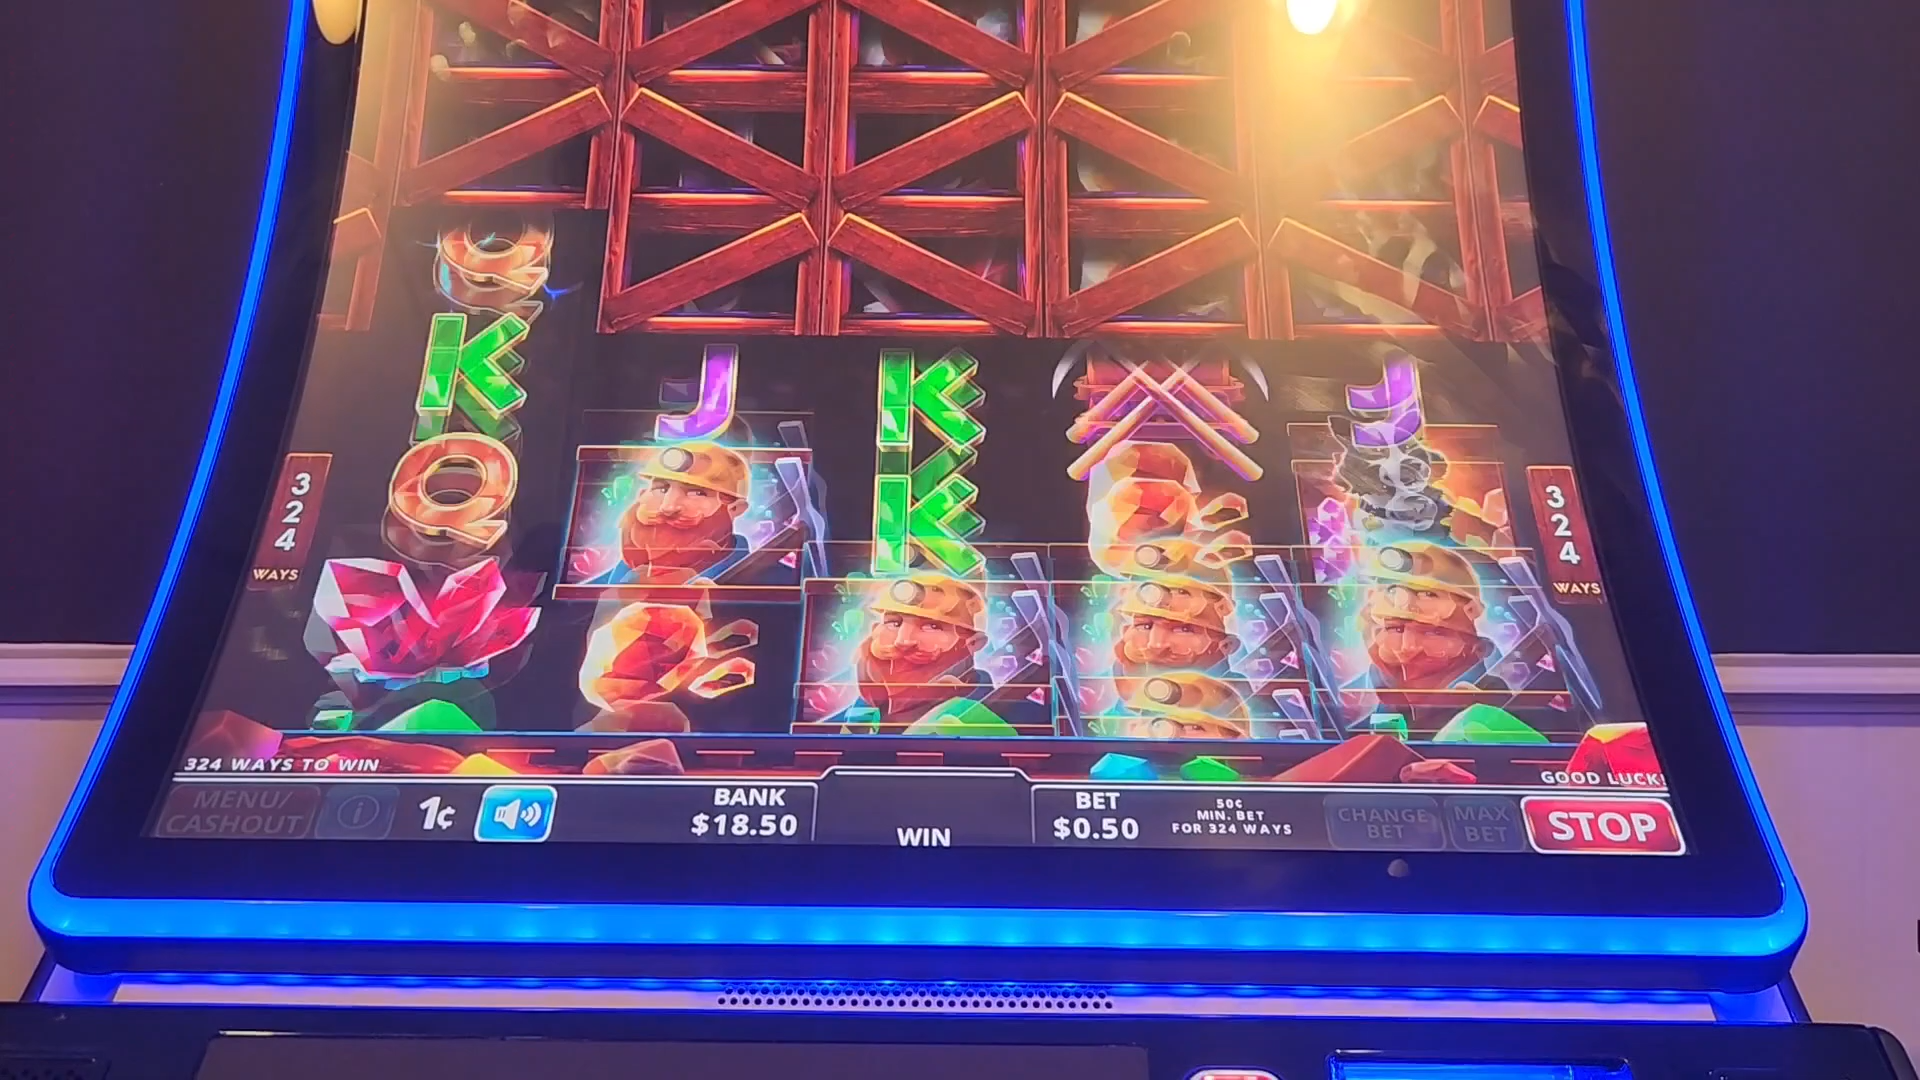 Q
K
J
K
J
Q
K
324
WAYS
324
WAYS
324 WAYS TO WIN
GOOD LUCK!
MENU/
CASHOUT
i
1¢
BANK
$18.50
WIN
BET
$0.50
50¢
MIN. BET
FOR 324 WAYS
CHANGE
BET
MAX
BET
STOP